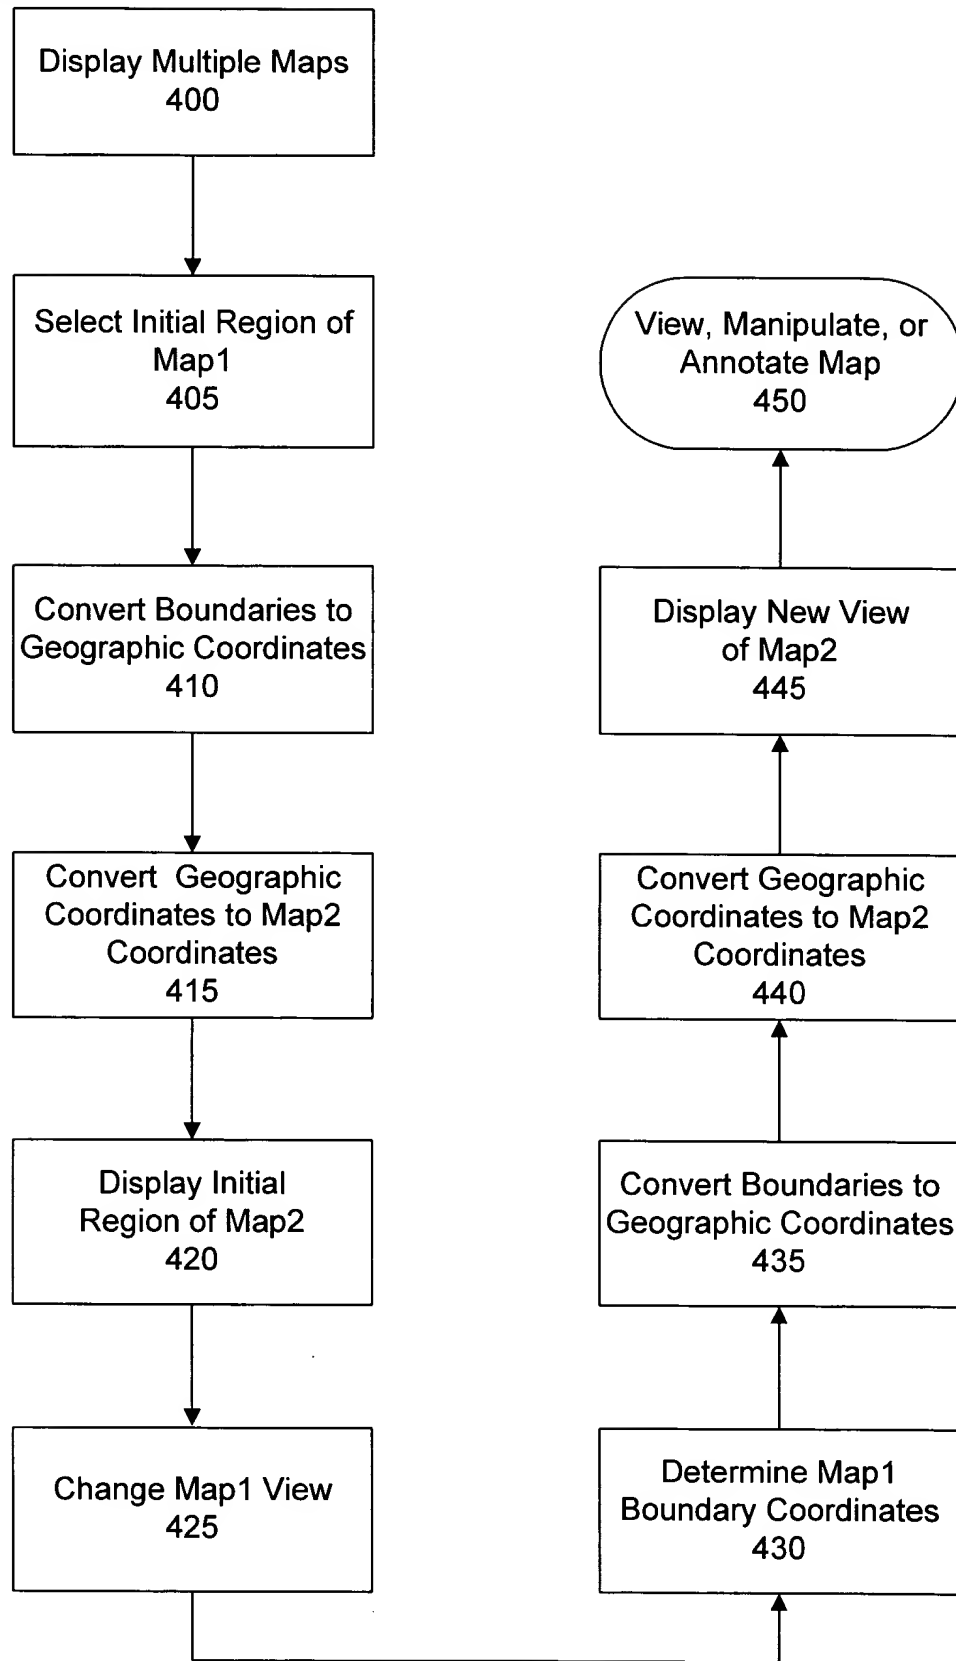 Display Multiple Maps
400
Select Initial Region of
Map1
405
Convert Boundaries to
Geographic Coordinates
410
Convert Geographic
Coordinates to Map2
Coordinates
415
Display Initial
Region of Map2
420
Change Map1 View
425
Determine Map1
Boundary Coordinates
430
Convert Boundaries to
Geographic Coordinates
435
Convert Geographic
Coordinates to Map2
Coordinates
440
Display New View
of Map2
445
View, Manipulate, or
Annotate Map
450